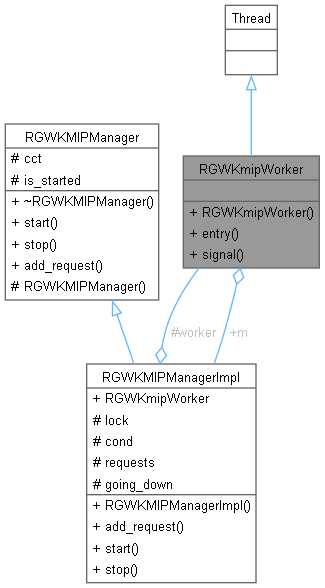 Thread
RGWKMIPManager
# cct
# is_started
+ ~RGWKMIPManager()
+ start()
+ stop()
+ add_request()
# RGWKMIPManager()
RGWKmipWorker
+ RGWKmipWorker()
+ entry()
+ signal()
#worker
+m
RGWKMIPManagerImpl
+ RGWKmipWorker
# lock
# cond
# requests
# going_down
+ RGWKMIPManagerImpl()
+ add_request()
+ start()
+ stop()